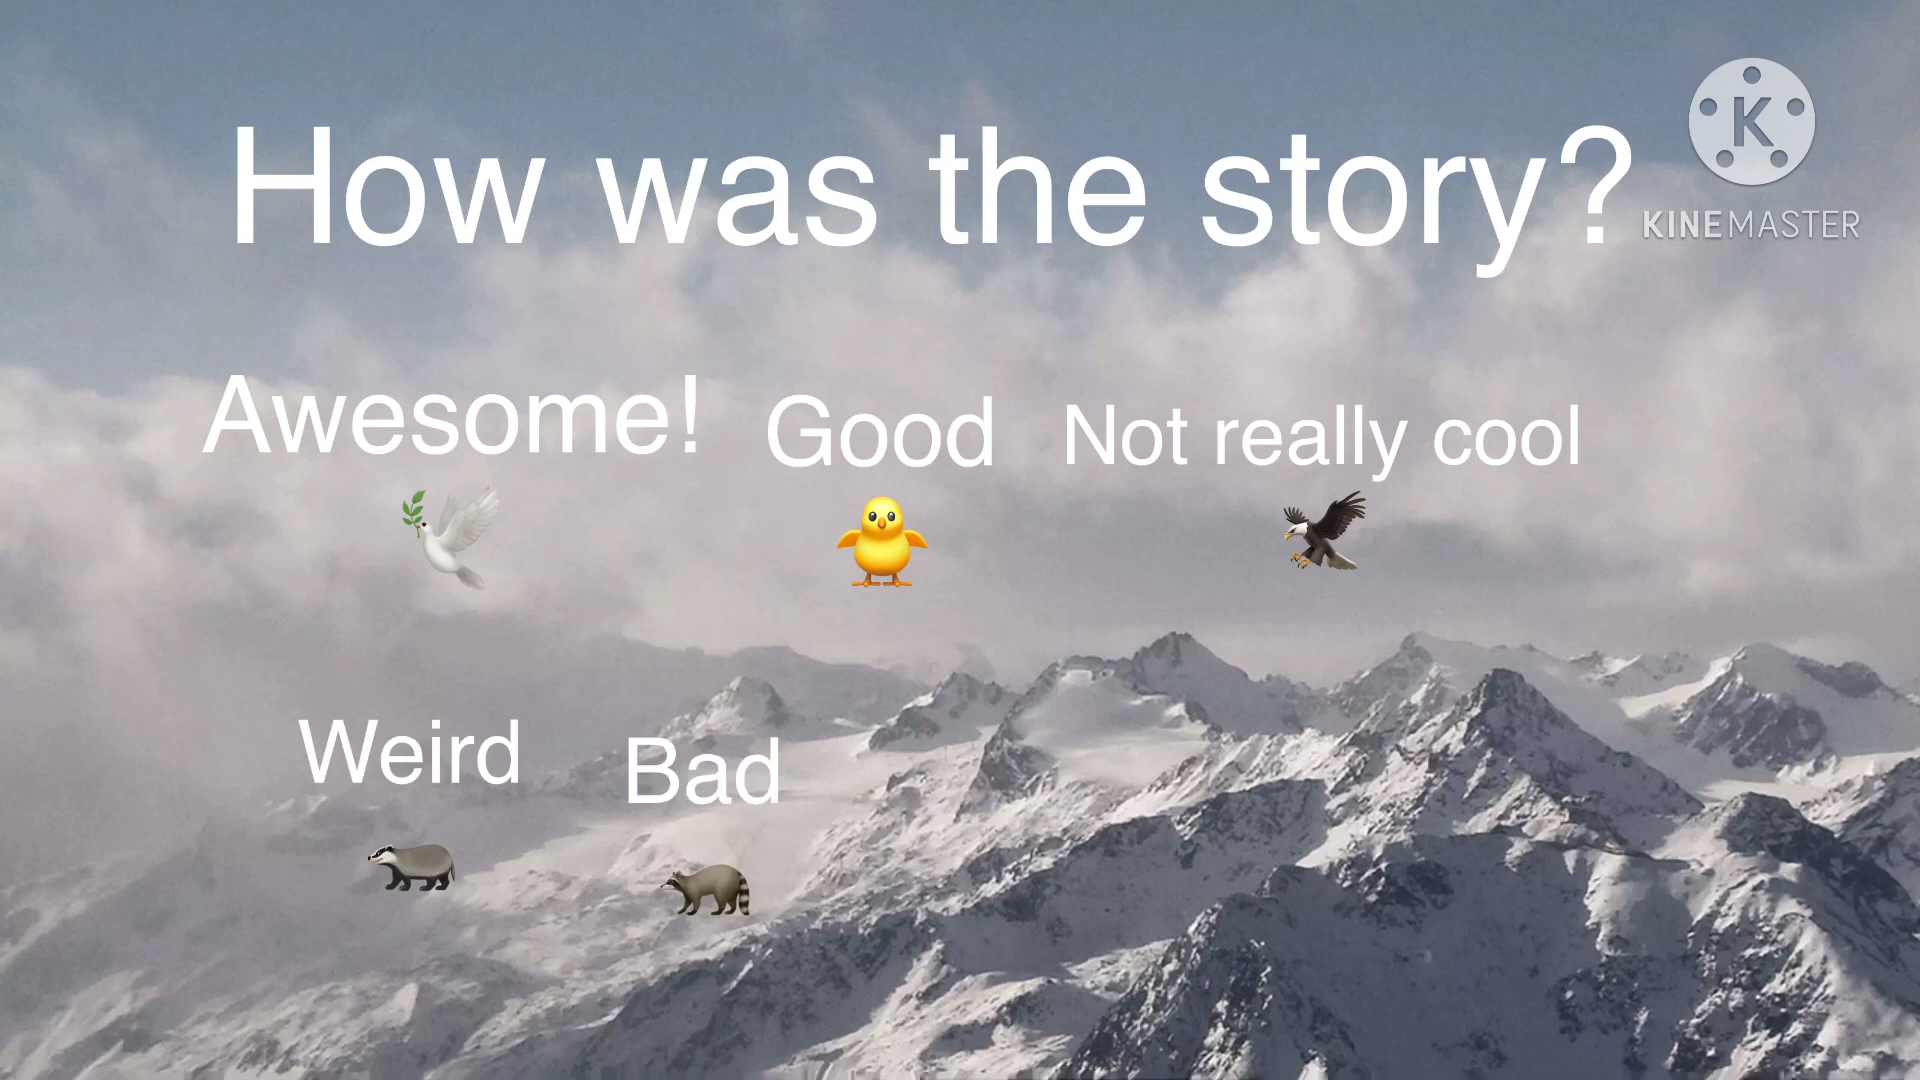 How was the story?
K
KINEMASTER
Awesome! Good Not really cool
Weird Bad